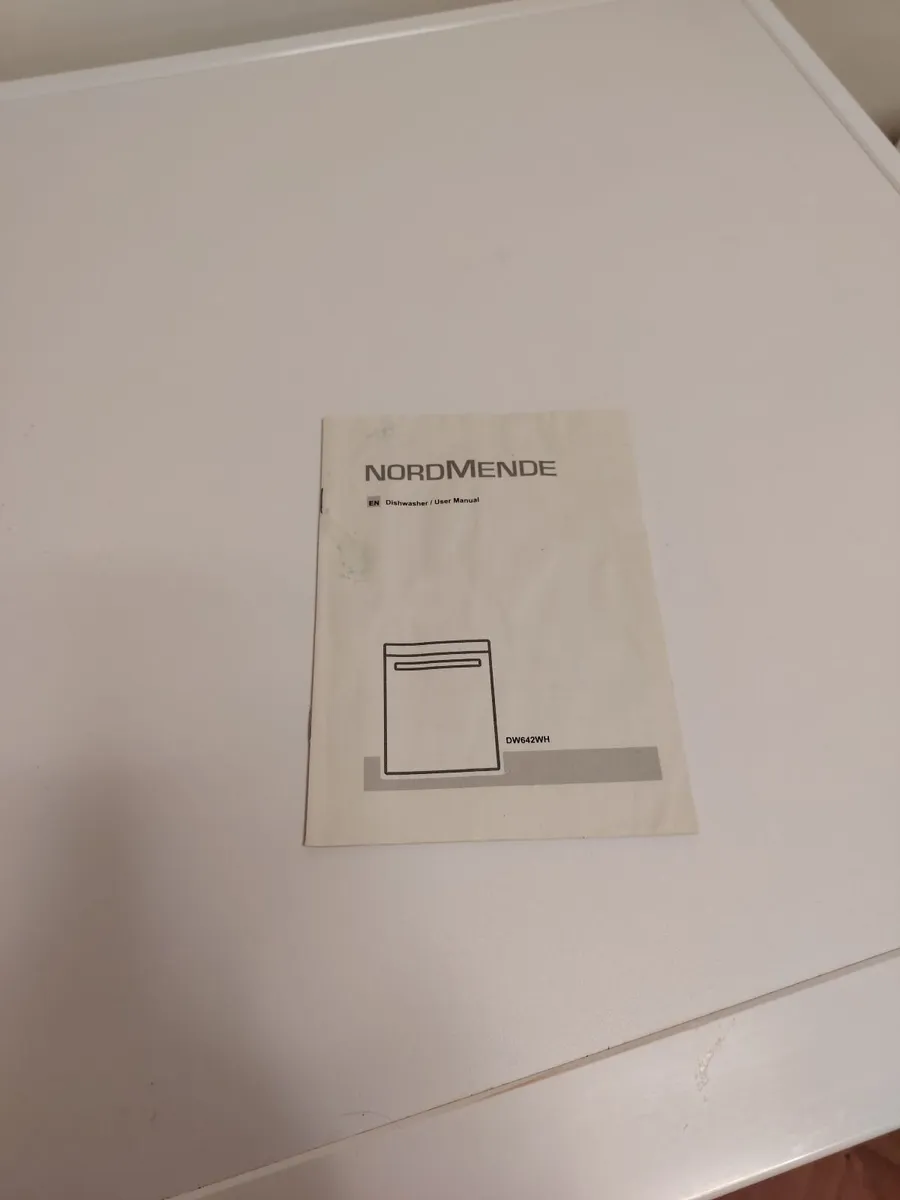 NORDMENDE
EN Dishwasher / User Manual
DW642WH